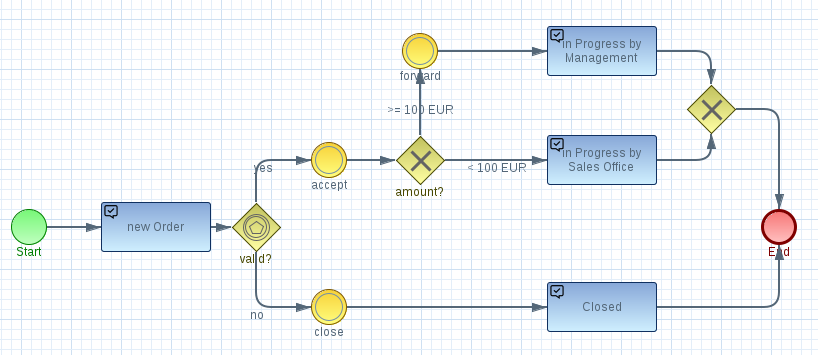 in Progress by
Management
forward
>= 100 EUR
in Progress by
Sales Office
yes
< 100 EUR
accept
amount?
new Order
Start
valid?
End
no
close
Closed